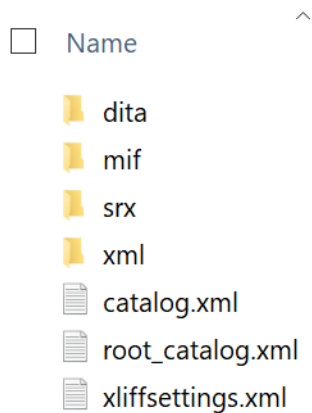 Name
dita
mif
srx
xml
catalog.xml
root_catalog.xml
xliffsettings.xml